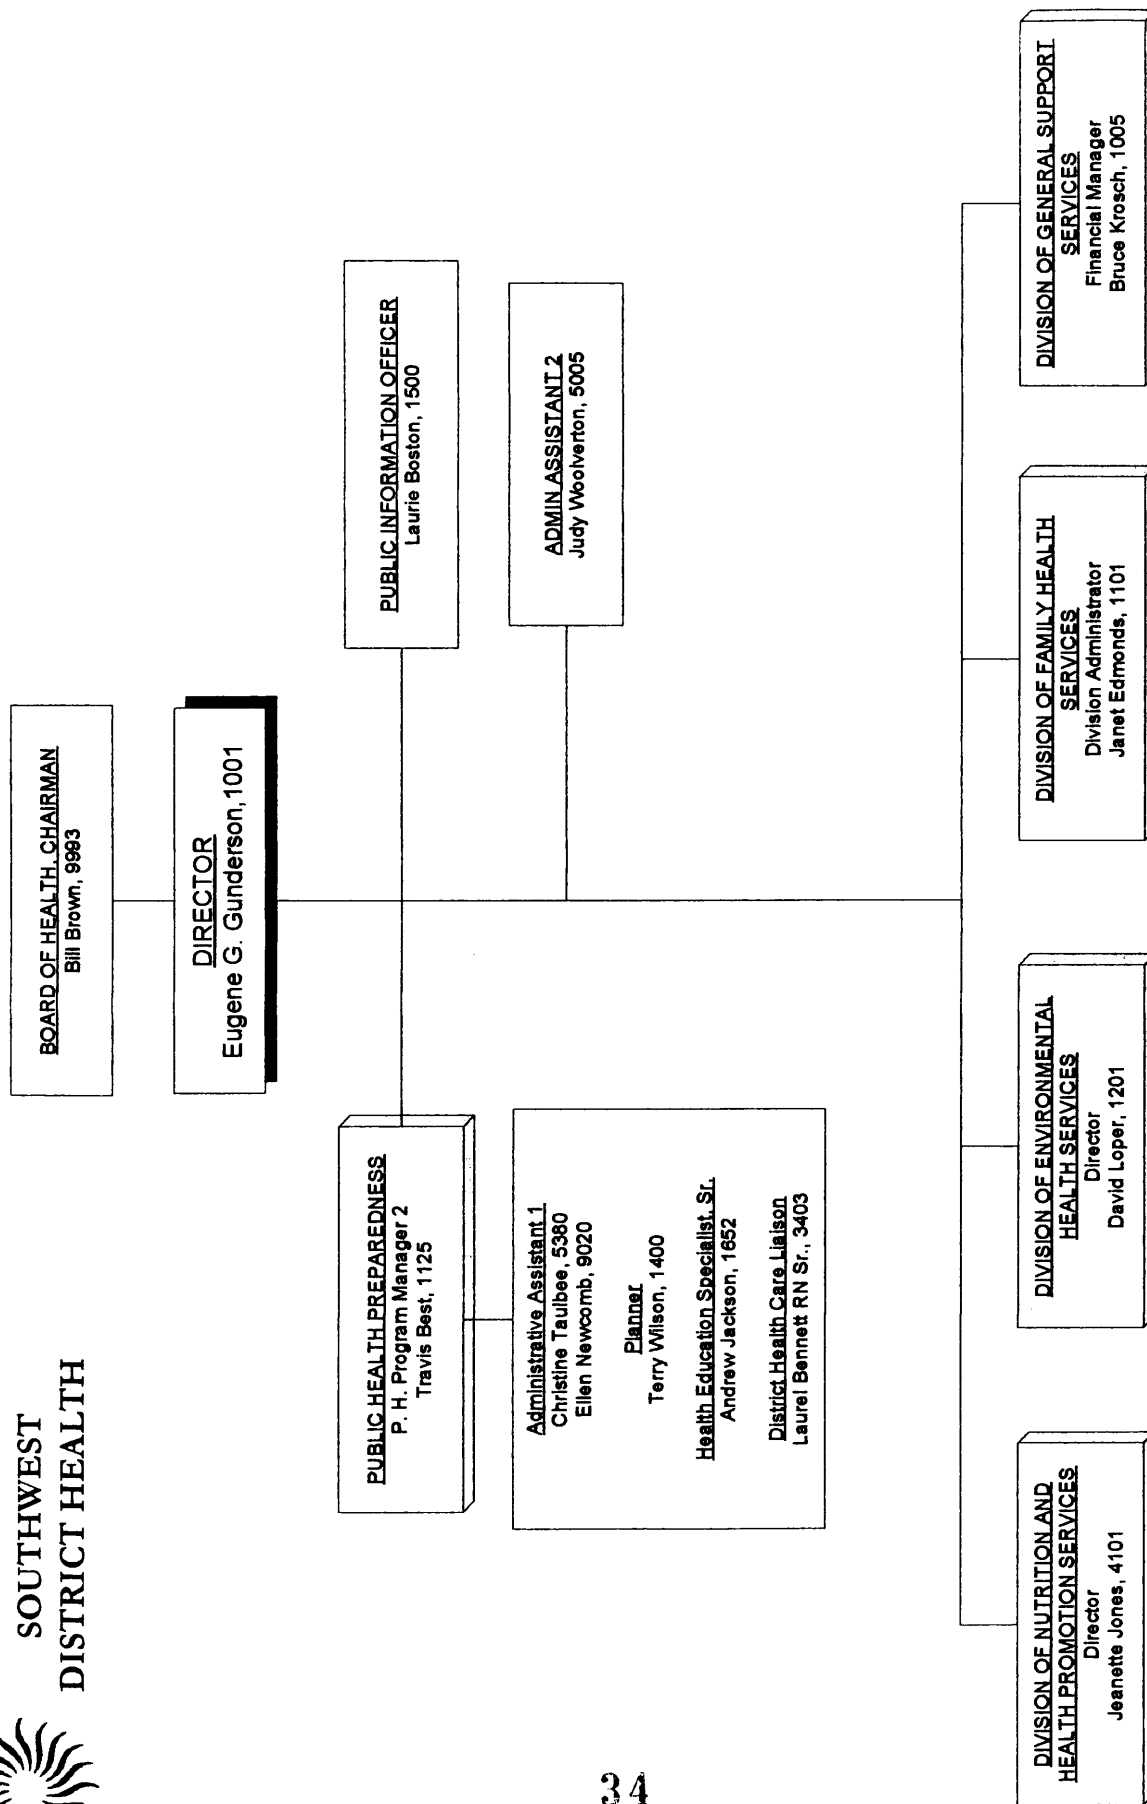 SOUTHWEST
DISTRICT HEALTH
BOARD OF HEALTH, CHAIRMAN
Bill Brown, 9993
DIRECTOR
Eugene G. Gunderson,1001
PUBLIC HEALTH PREPAREDNESS
P. H. Program Manager 2
Travis Best, 1125
PUBLIC INFORMATION OFFICER
Laurie Boston, 1500
Administrative Assistant 1
Christine Taulbee, 5380
Ellen Newcomb, 9020
Planner
Terry Wilson, 1400
Health Education Specialist, Sr.
Andrew Jackson, 1652
District Health Care Liaison
Laurel Bennett RN Sr., 3403
ADMIN ASSISTANT 2
Judy Woolverton, 5005
DIVISION OF NUTRITION AND
HEALTH PROMOTION SERVICES
Director
Jeanette Jones, 4101
DIVISION OF ENVIRONMENTAL
HEALTH SERVICES
Director
David Loper, 1201
DIVISION OF FAMILY HEALTH
SERVICES
Division Administrator
Janet Edmonds, 1101
DIVISION OF GENERAL SUPPORT
SERVICES
Financial Manager
Bruce Krosch, 1005
34